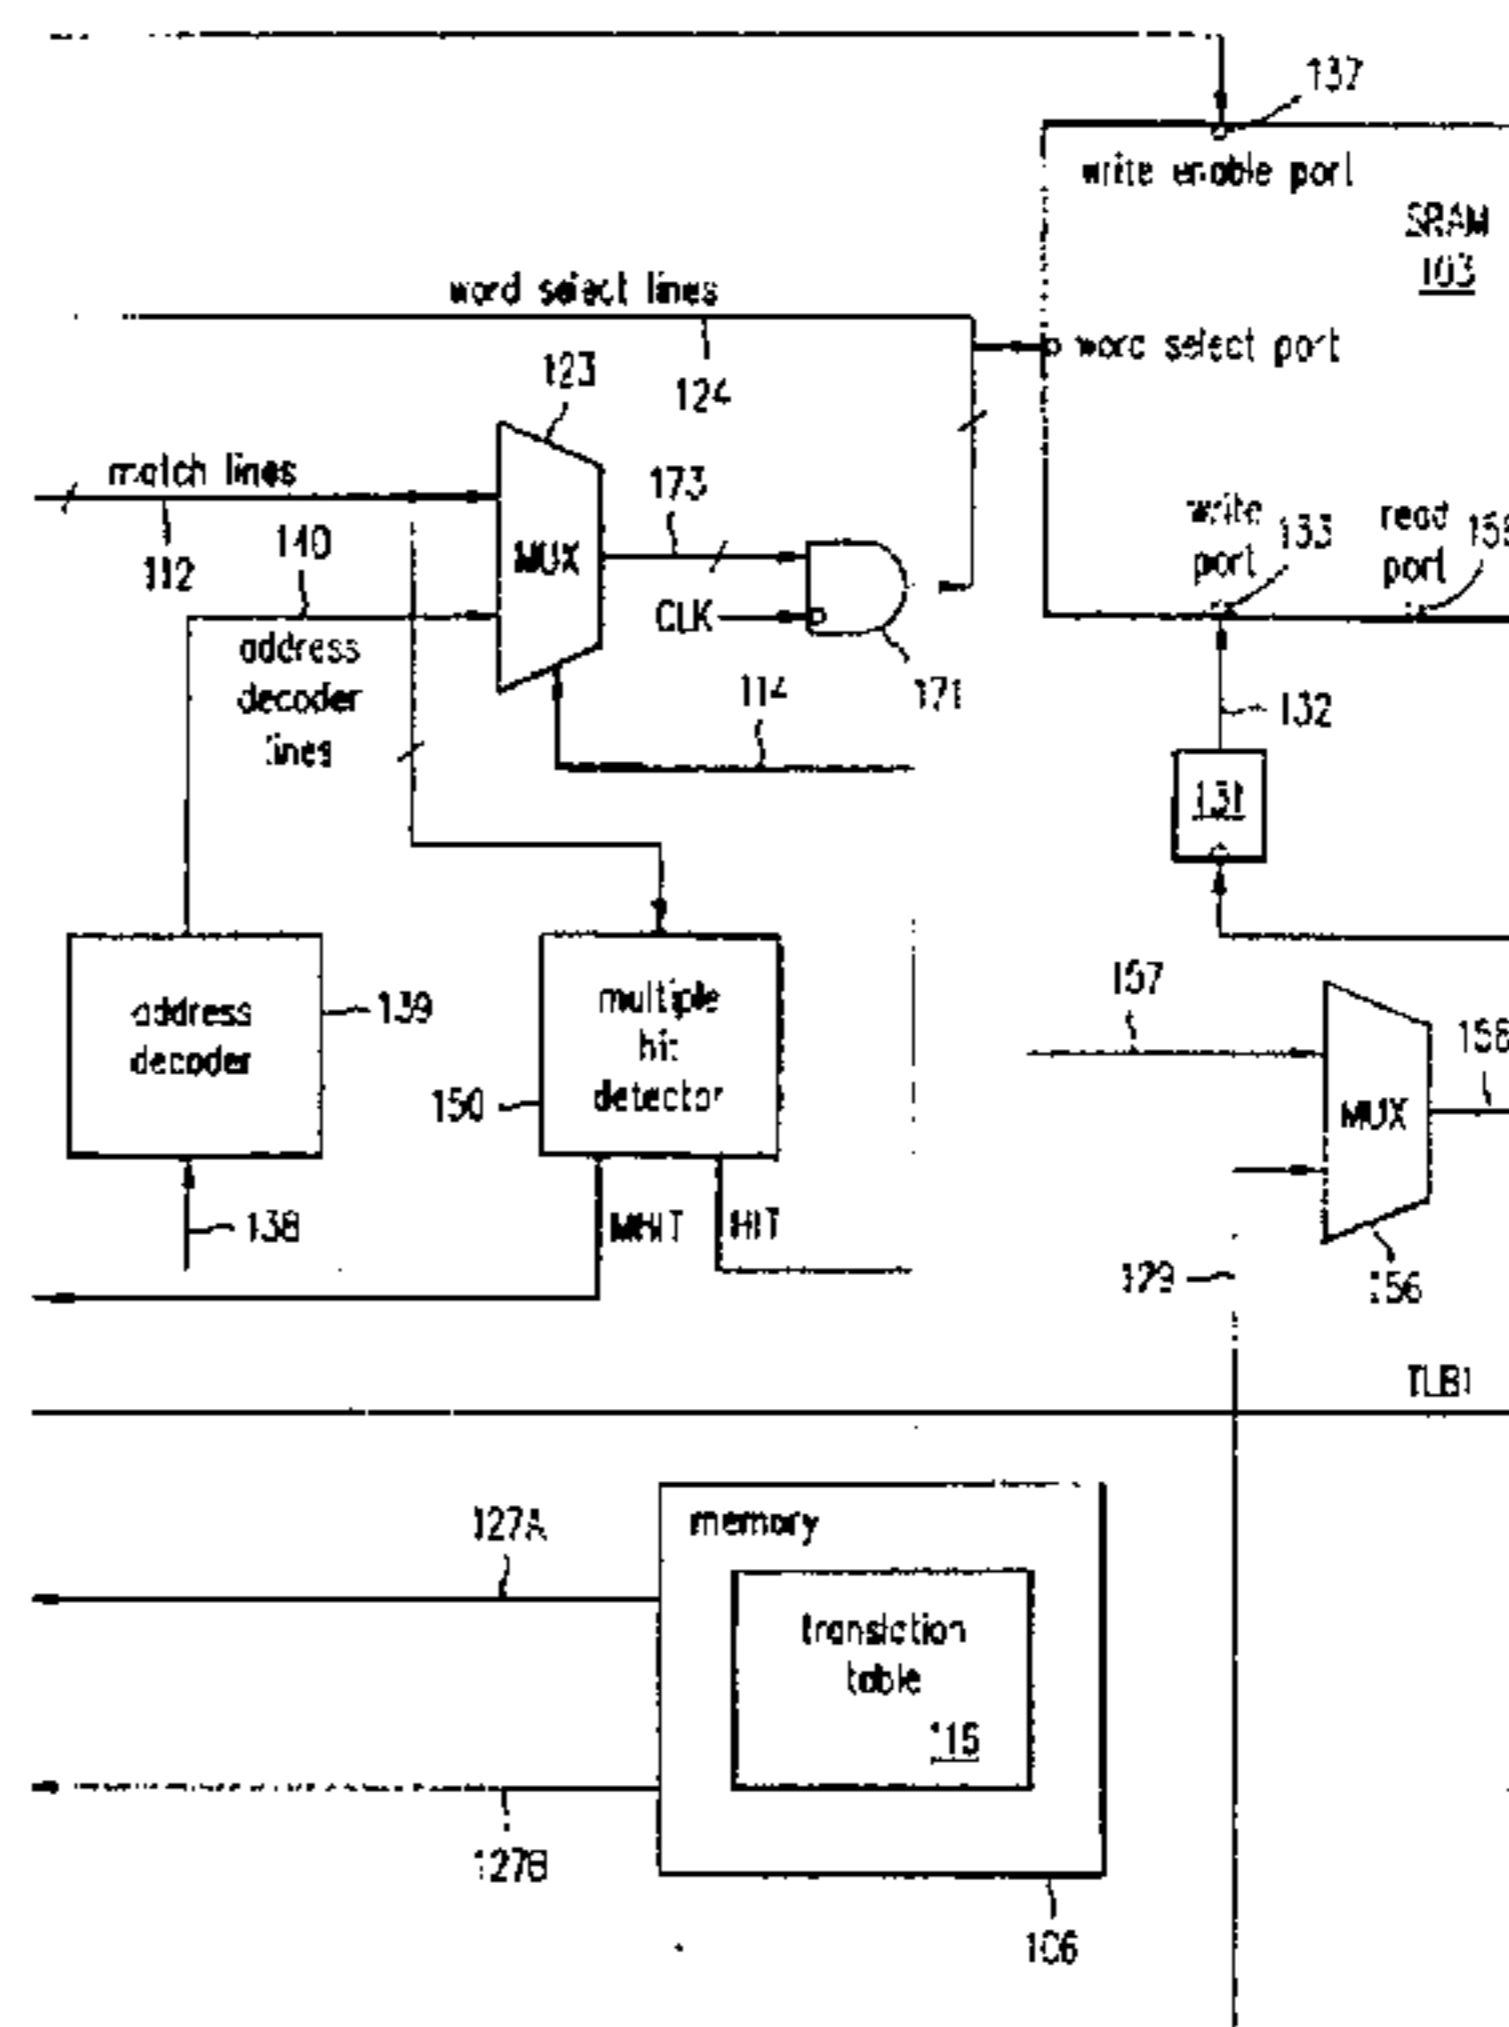 137
write enable port
SRAM
103
word select lines
word select port
123
124
match lines
173
write
port
133
read
port
140
112
MUX
CLK
address
decoder
lines
114
171
132
131
157
139
address
decoder
multiple
hit
detector
150
MUX
138
MHIT
HIT
129
156
TLB1
127A
memory
translation
table
115
127B
106